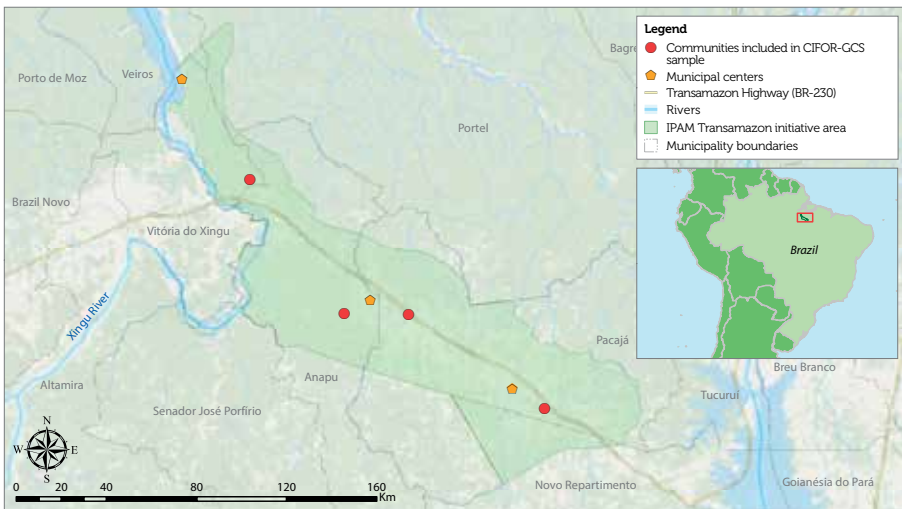 Legend
Communities included in CIFOR-GCS
sample
Municipal centers
Transamazon Highway (BR-230)
Rivers
IPAM Transamazon initiative area
Municipality boundaries
Bagre
Porto de Moz
Veiros
Portel
Brazil Novo
Vitória do Xingu
Brazil
Xingu River
Pacajá
Breu Branco
Anapu
Altamira
Tucuruí
Senador José Porfírio
N
W
E
S
Novo Repartimento
Goianésia do Pará
0 20 40 80 120 160
Km